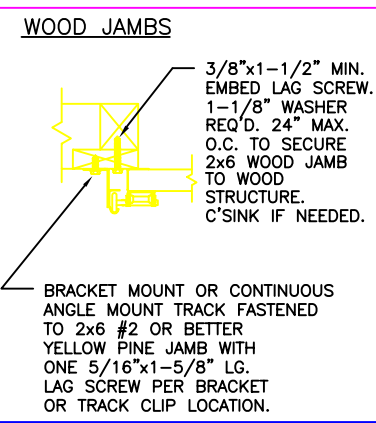 WOOD JAMBS
3/8"x1-1/2" MIN.
EMBED LAG SCREW.
1-1/8" WASHER
REQ'D. 24" MAX.
O.C. TO SECURE
2x6 WOOD JAMB
TO WOOD
STRUCTURE.
C'SINK IF NEEDED.
BRACKET MOUNT OR CONTINUOUS
ANGLE MOUNT TRACK FASTENED
TO 2x6 #2 OR BETTER
YELLOW PINE JAMB WITH
ONE 5/16"x1-5/8" LG.
LAG SCREW PER BRACKET
OR TRACK CLIP LOCATION.